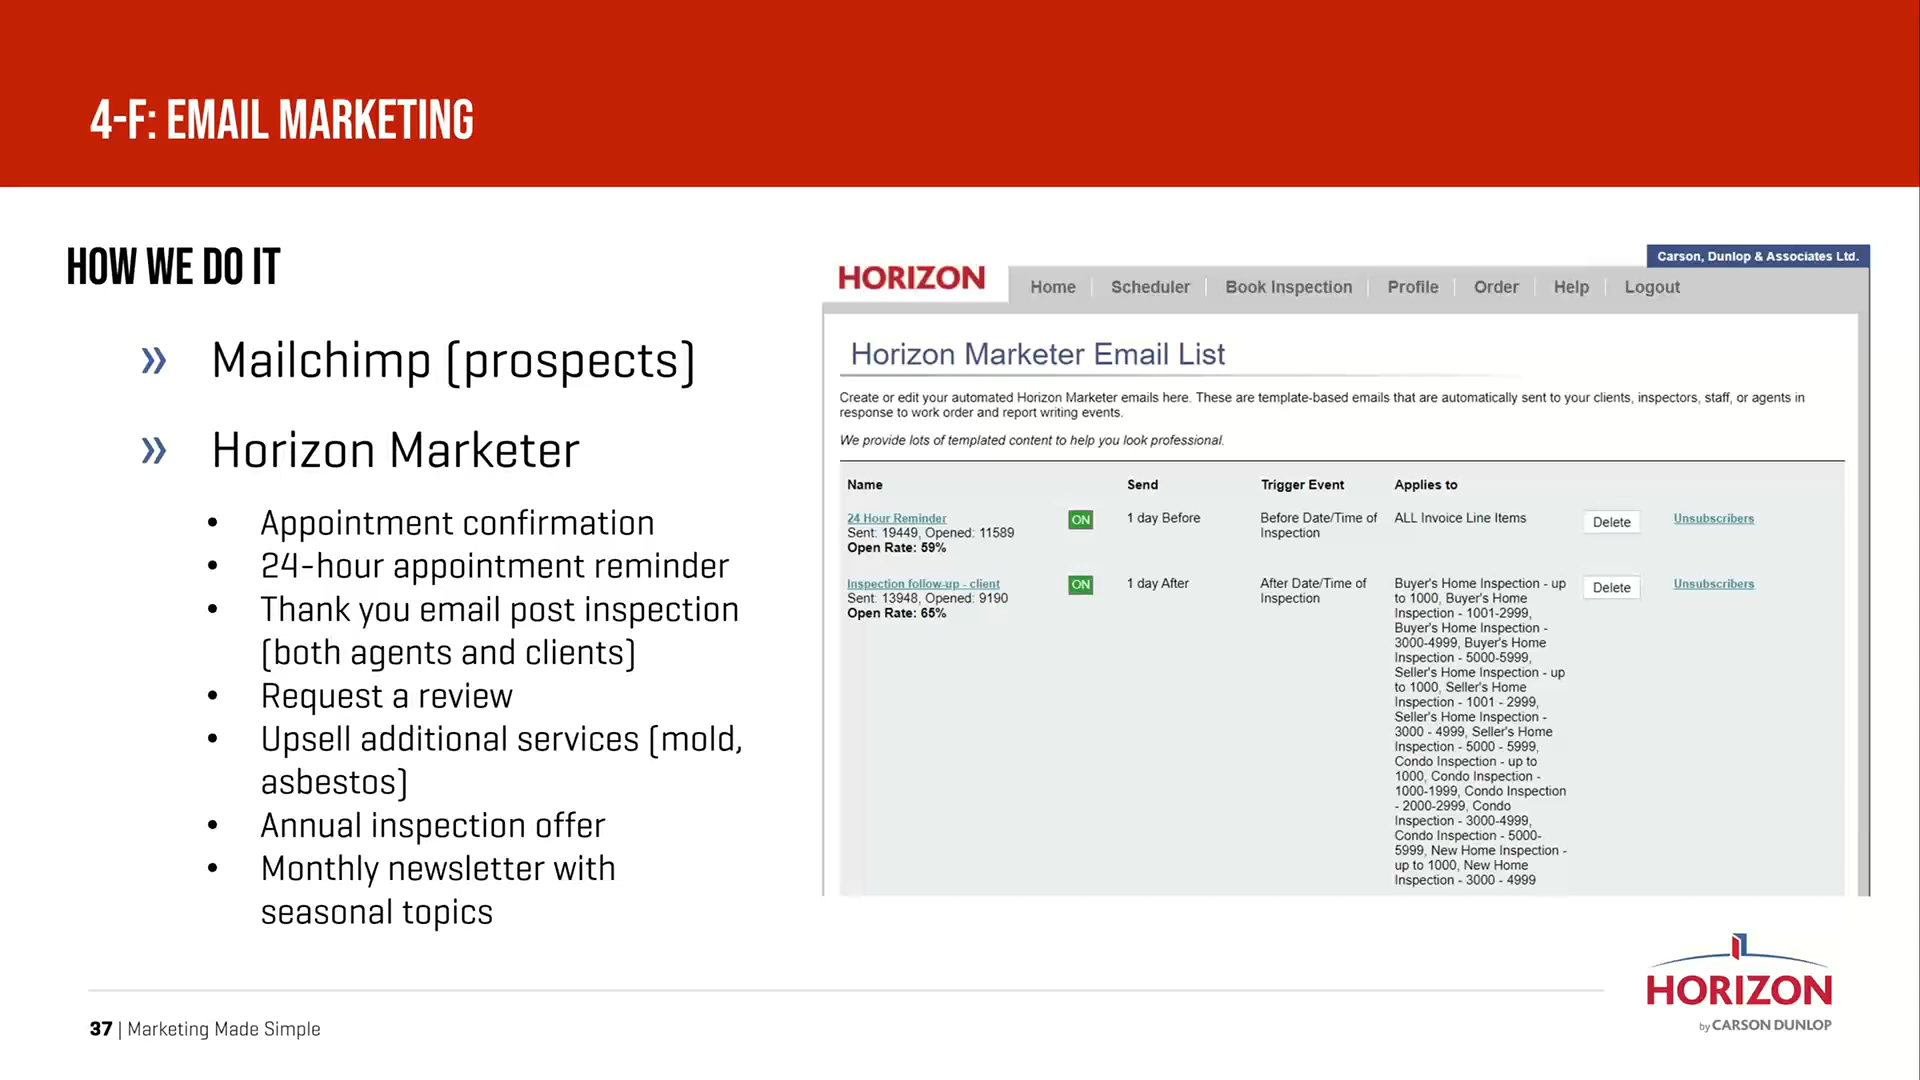 4-F: EMAIL MARKETING
HOW WE DO IT
» Mailchimp (prospects)
» Horizon Marketer
• Appointment confirmation
• 24-hour appointment reminder
• Thank you email post inspection
(both agents and clients)
• Request a review
• Upsell additional services (mold,
asbestos)
• Annual inspection offer
• Monthly newsletter with
seasonal topics
Carson, Dunlop & Associates Ltd.
HORIZON
Home Scheduler Book Inspection Profile Order Help Logout
Horizon Marketer Email List
Create or edit your automated Horizon Marketer emails here. These are template-based emails that are automatically sent to your clients, inspectors, staff, or agents in
response to work order and report writing events.
We provide lots of templated content to help you look professional.
Name Send Trigger Event Applies to
24 Hour Reminder ON 1 day Before Before Date/Time of ALL Invoice Line Items Delete Unsubscribers
Sent: 19449, Opened: 11589 Inspection
Open Rate: 59%
Inspection follow-up - client ON 1 day After After Date/Time of Buyer's Home Inspection - up Delete Unsubscribers
Sent: 13948, Opened: 9190 Inspection to 1000, Buyer's Home
Open Rate: 65% Inspection - 1001-2999,
Buyer's Home Inspection -
3000-4999, Buyer's Home
Inspection - 5000-5999,
Seller's Home Inspection - up
to 1000, Seller's Home
Inspection - 1001 - 2999,
Seller's Home Inspection -
3000 - 4999, Seller's Home
Inspection - 5000 - 5999,
Condo Inspection - up to
1000, Condo Inspection -
1000-1999, Condo Inspection
- 2000-2999, Condo
Inspection - 3000-4999,
Condo Inspection - 5000-
5999, New Home Inspection -
up to 1000, New Home
Inspection - 3000 - 4999
HORIZON
by CARSON DUNLOP
37 | Marketing Made Simple